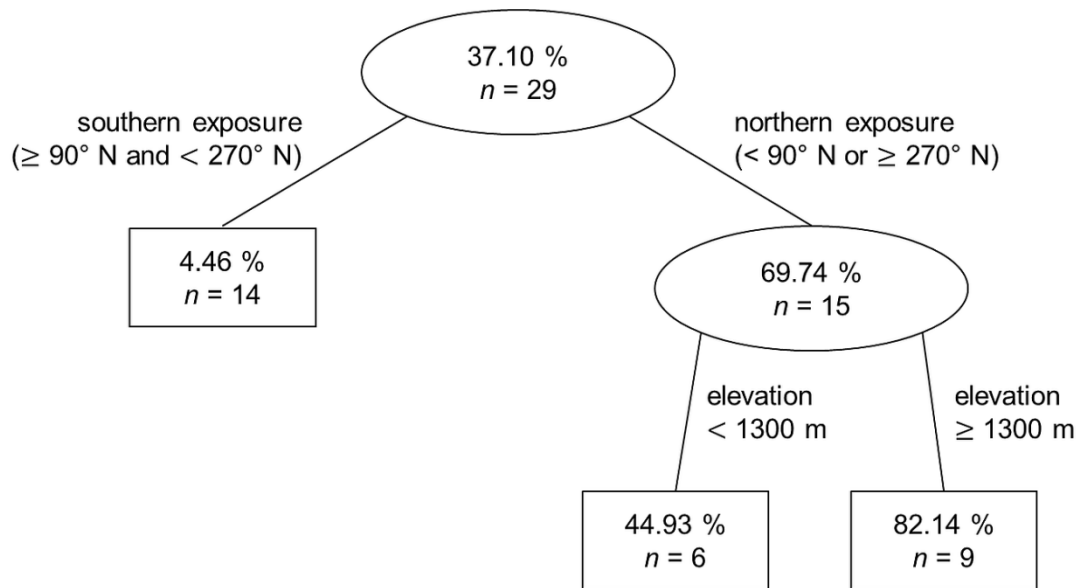 37.10 %
n = 29
southern exposure
(≥ 90° N and < 270° N)
northern exposure
(< 90° N or ≥ 270° N)
4.46 %
n = 14
69.74 %
n = 15
elevation
< 1300 m
elevation
≥ 1300 m
44.93 %
n = 6
82.14 %
n = 9